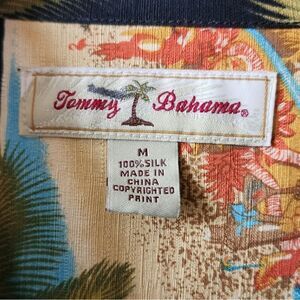 Tommy Bahama®
M
100% SILK
MADE IN
CHINA
COPYRIGHTED
PRINT